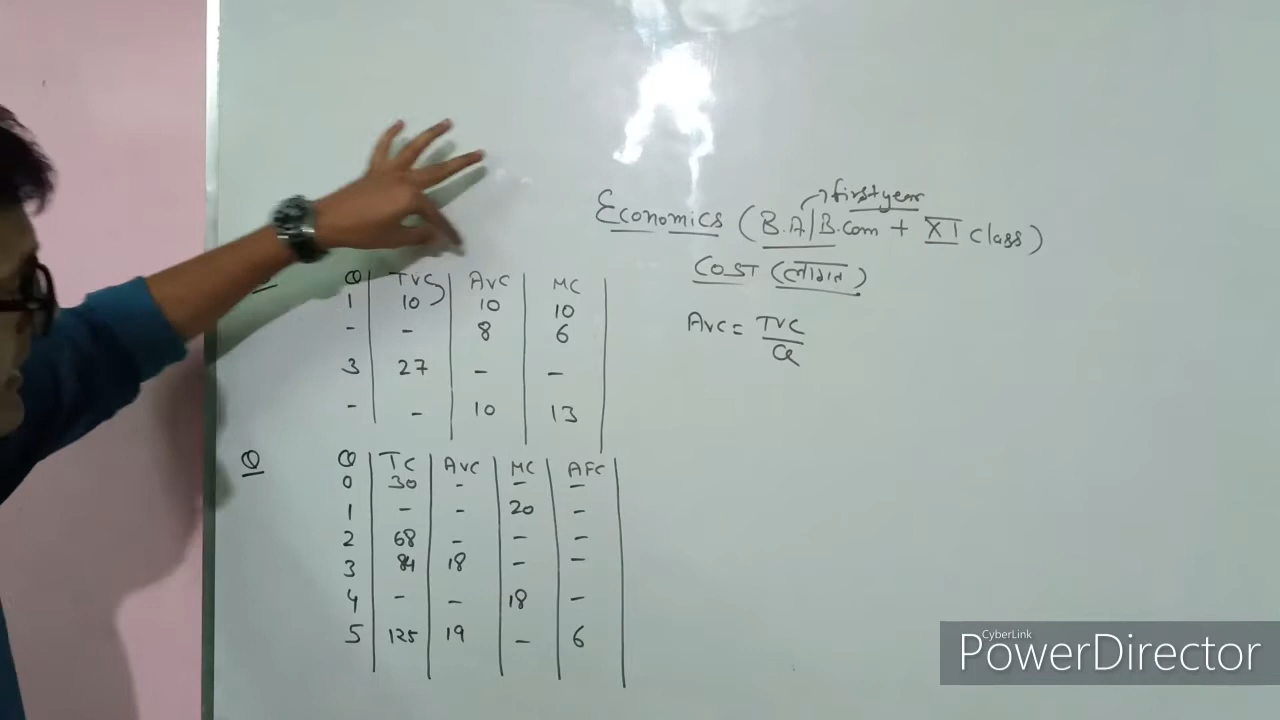 Economics (B.A/B.Com + XI class)
first year
COST (लागत)
AVC = TVC/Q
Q TVC AVC MC
1 10 10 10
- - 8 6
3 27 - -
- - 10 13
Q
Q TC AVC MC AFC
0 30 - - -
1 - - 20 -
2 68 - - -
3 84 18 - -
4 - - 18 -
5 125 19 - 6
CyberLink
PowerDirector